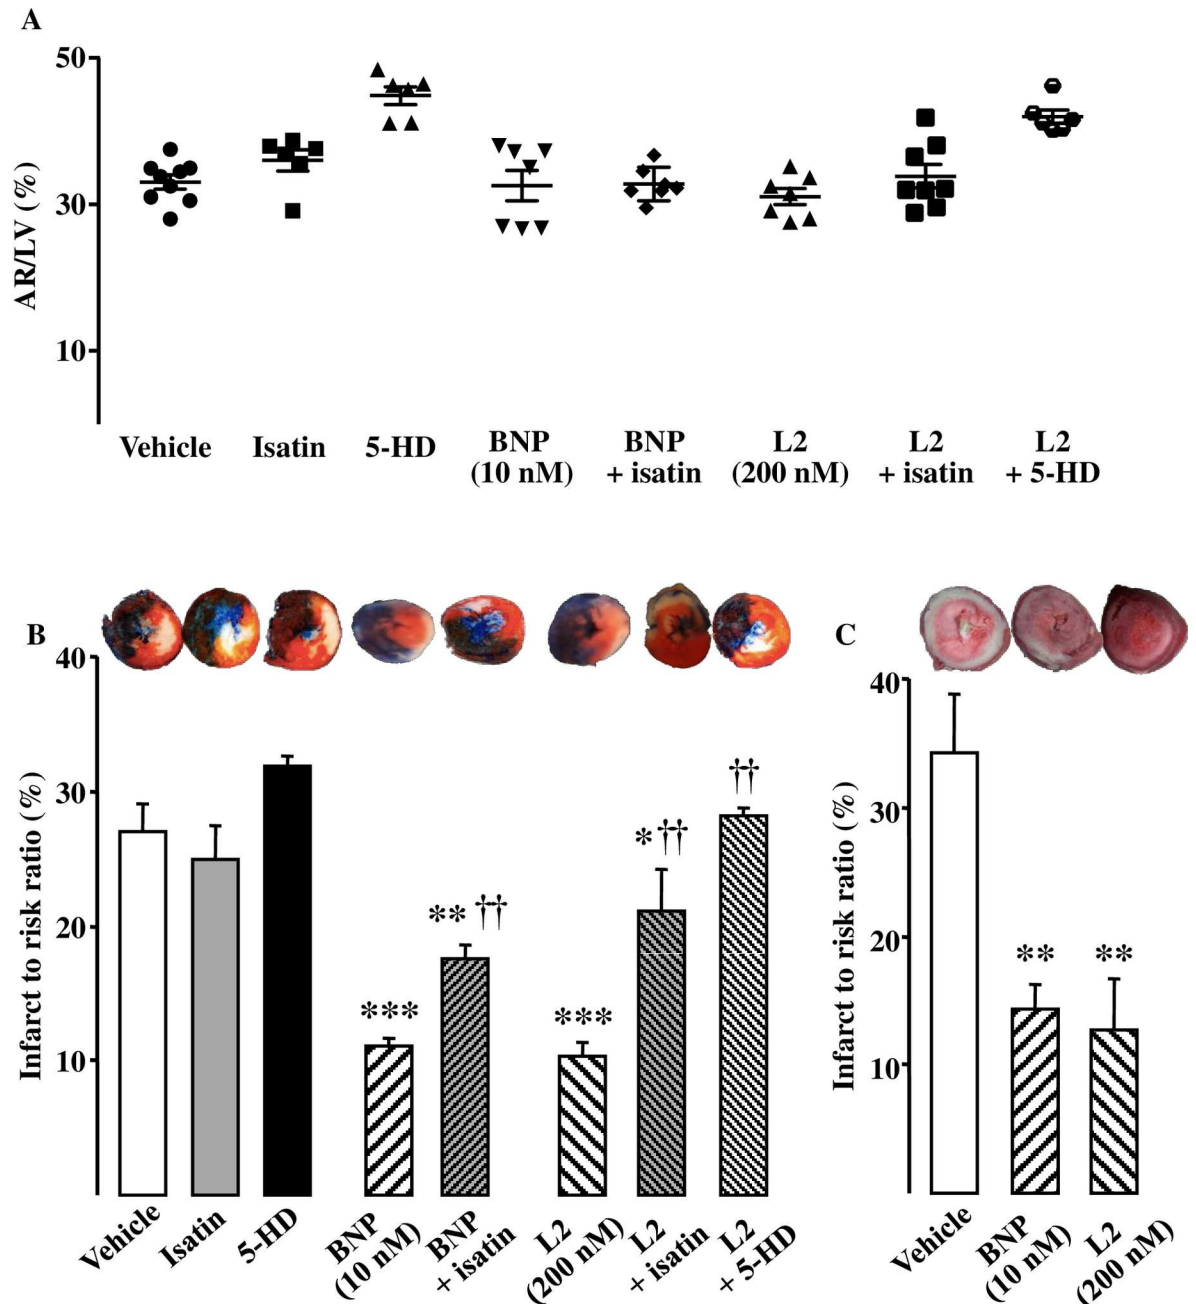 A
50
30
10
AR/LV (%)
Vehicle
Isatin
5-HD
BNP
(10 nM)
BNP
+ isatin
L2
(200 nM)
L2
+ isatin
L2
+ 5-HD
B
40
30
20
10
Infarct to risk ratio (%)
***
** ††
***
* ††
††
Vehicle
Isatin
5-HD
BNP
(10 nM)
BNP
+ isatin
L2
(200 nM)
L2
+ isatin
L2
+ 5-HD
C
40
30
20
10
Infarct to risk ratio (%)
**
**
Vehicle
BNP
(10 nM)
L2
(200 nM)